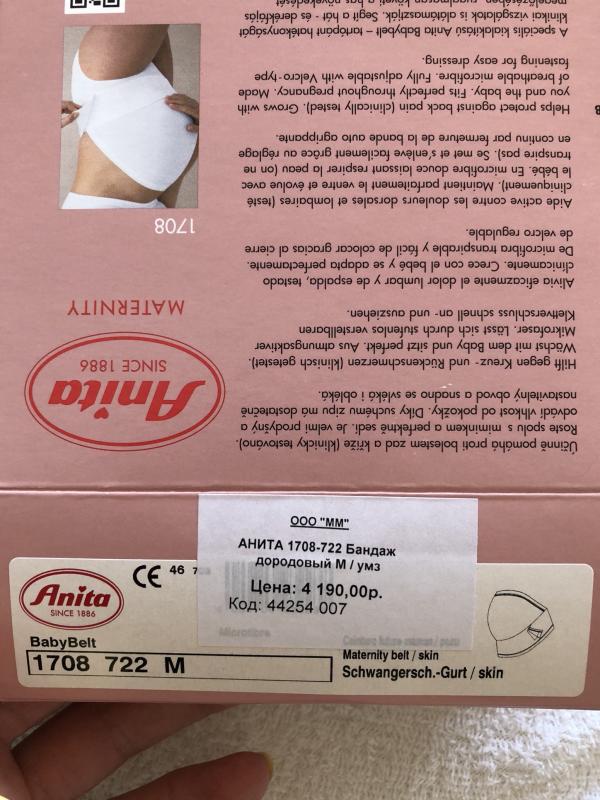 Účinně pomáhá proti bolestem zad a kříže (klinicky testováno).
Roste spolu s miminkem a perfektně sedí. Je velmi prodyšný a
odvádí vlhkost od pokožky. Díky suchému zipu má dostatečně
nastavitelný obvod a snadno se svléká i obléká.
Hilft gegen Kreuz- und Rückenschmerzen (klinisch getestet).
Wächst mit dem Baby und sitzt perfekt. Aus atmungsaktiver
Mikrofaser. Lässt sich durch stufenlos verstellbaren
Klettverschluss schnell an- und ausziehen.
Alivia eficazmente el dolor lumbar y de espalda, testado
clínicamente. Crece con el bebé y se adapta perfectamente.
De microfibra transpirable y fácil de colocar gracias al cierre
de velcro regulable.
Aide active contre les douleurs dorsales et lombaires (testé
cliniquement). Maintient parfaitement le ventre et évolue avec
le bébé. En microfibre douce laissant respirer la peau (on ne
transpire pas). Se met et s'enlève facilement grâce au réglage
en continu par fermeture de la bande auto agrippante.
Helps protect against back pain (clinically tested). Grows with
you and the baby. Fits perfectly throughout pregnancy. Made
of breathable microfibre. Fully adjustable with Velcro-type
fastening for easy dressing.
A speciális kialakítású Anita Babybelt – tartópánt hatékonyságát
klinikai vizsgálatok is alátámasztják. Segíti a hát - és derékfájás
Anita
SINCE 1886
MATERNITY
1708
ООО "ММ"
АНИТА 1708-722 Бандаж
дородовый M / умз
Цена: 4 190,00р.
Код: 44254 007
Anita
SINCE 1886
CE 46
BabyBelt
1708 722 M
Microfibre
Maternity belt / skin
Schwangersch.-Gurt / skin